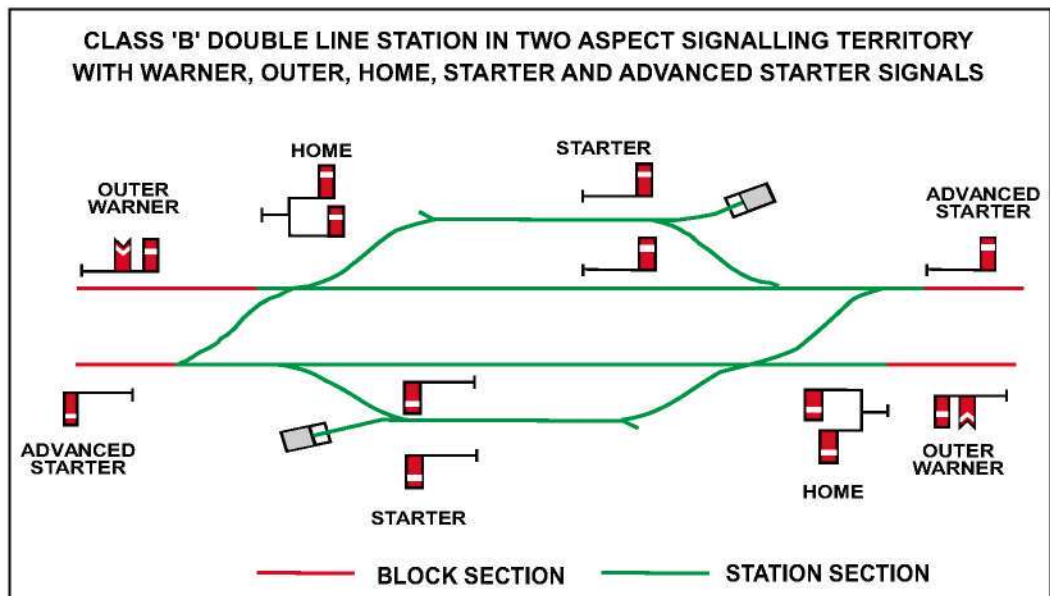 CLASS 'B' DOUBLE LINE STATION IN TWO ASPECT SIGNALLING TERRITORY
WITH WARNER, OUTER, HOME, STARTER AND ADVANCED STARTER SIGNALS
HOME
STARTER
OUTER
WARNER
ADVANCED
STARTER
ADVANCED
STARTER
STARTER
HOME
OUTER
WARNER
BLOCK SECTION
STATION SECTION